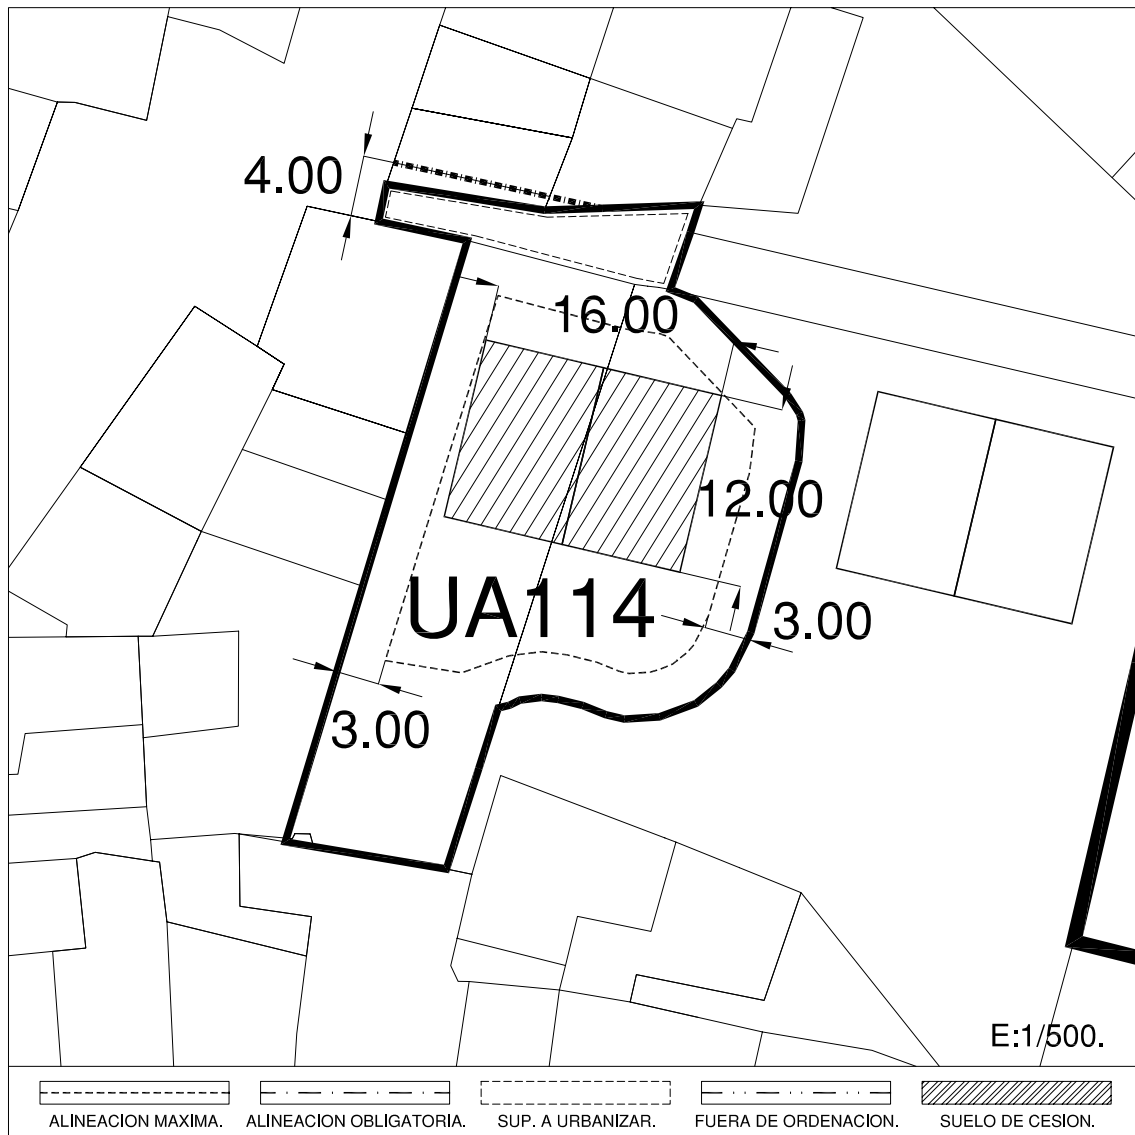 4.00
16.00
12.00
UA114
3.00
3.00
E:1/500.
ALINEACION MAXIMA.
ALINEACION OBLIGATORIA.
SUP. A URBANIZAR.
FUERA DE ORDENACION.
SUELO DE CESION.